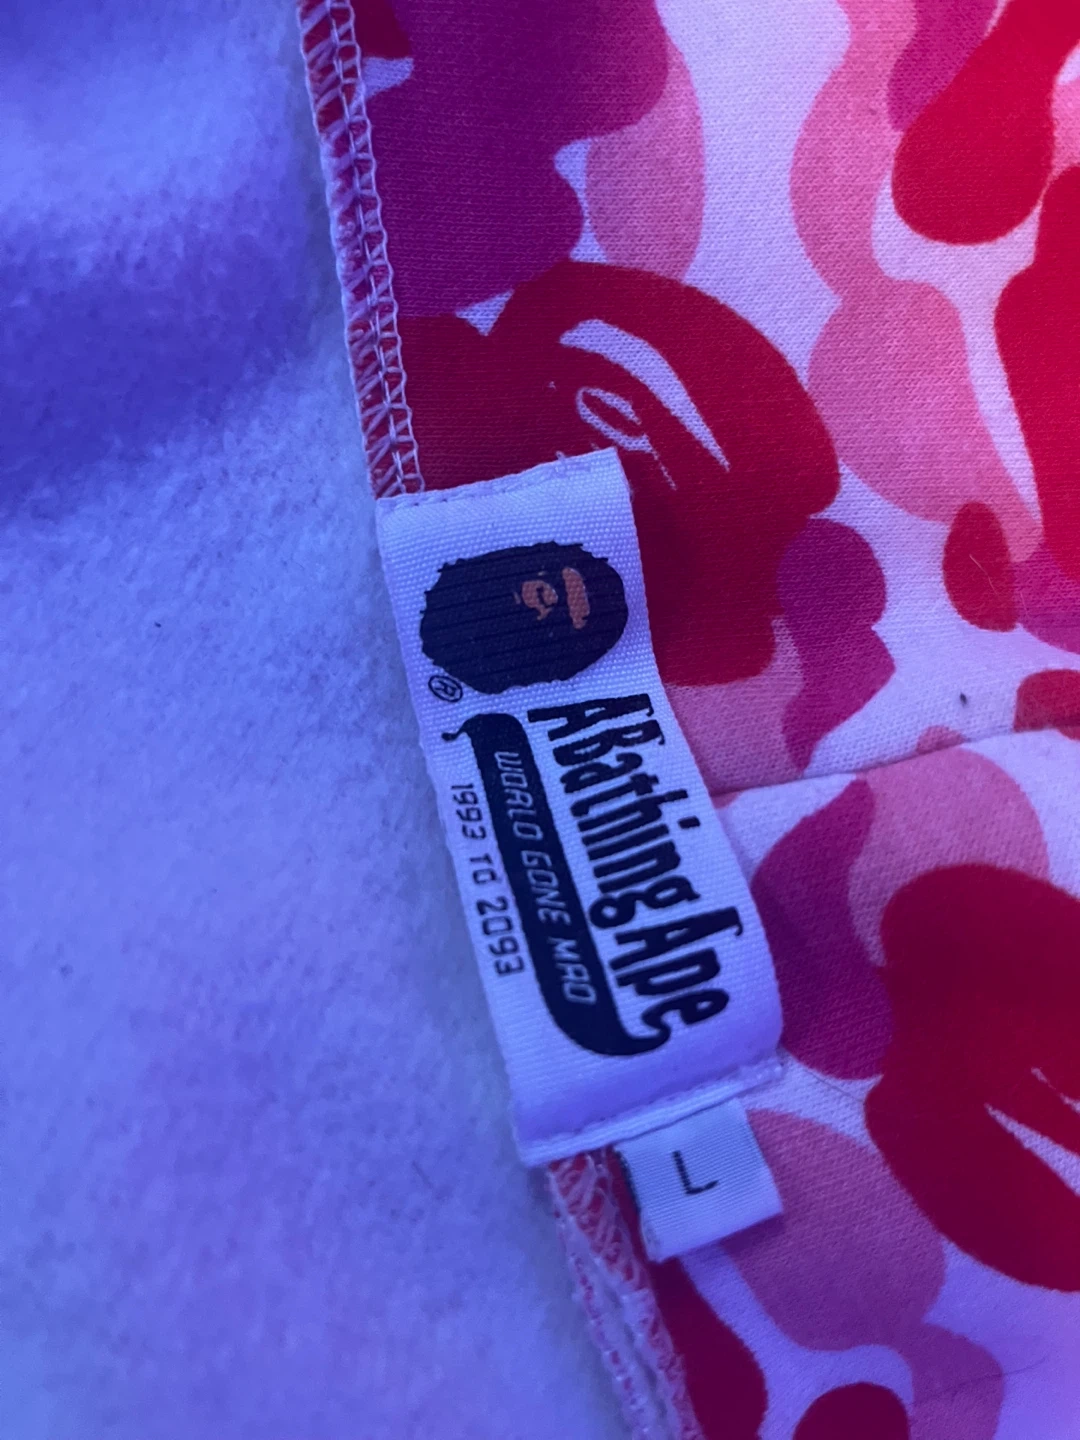 ®
ABathingApe
WORLD GONE MAD
1993 TO 2093
L